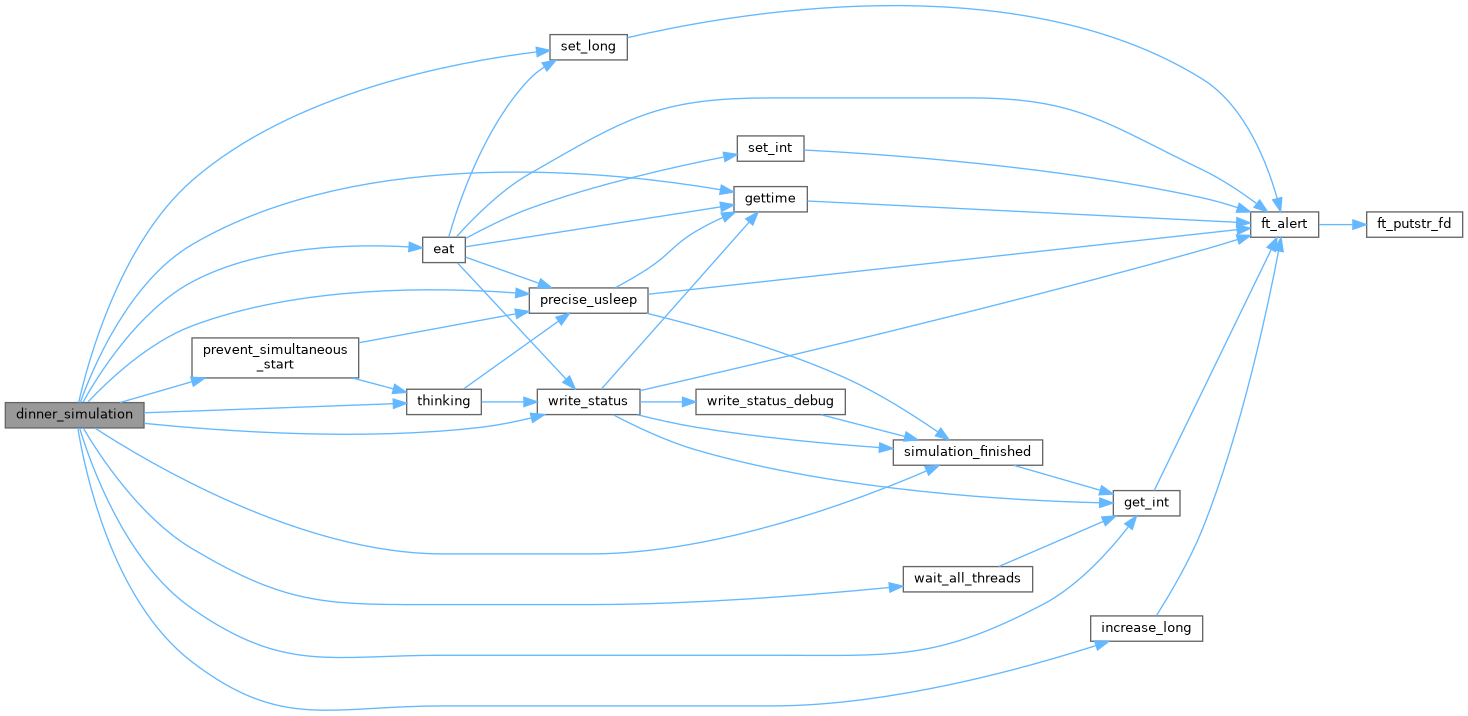 set_long
set_int
gettime
ft_alert
ft_putstr_fd
eat
precise_usleep
prevent_simultaneous
_start
thinking
write_status
write_status_debug
dinner_simulation
simulation_finished
get_int
wait_all_threads
increase_long